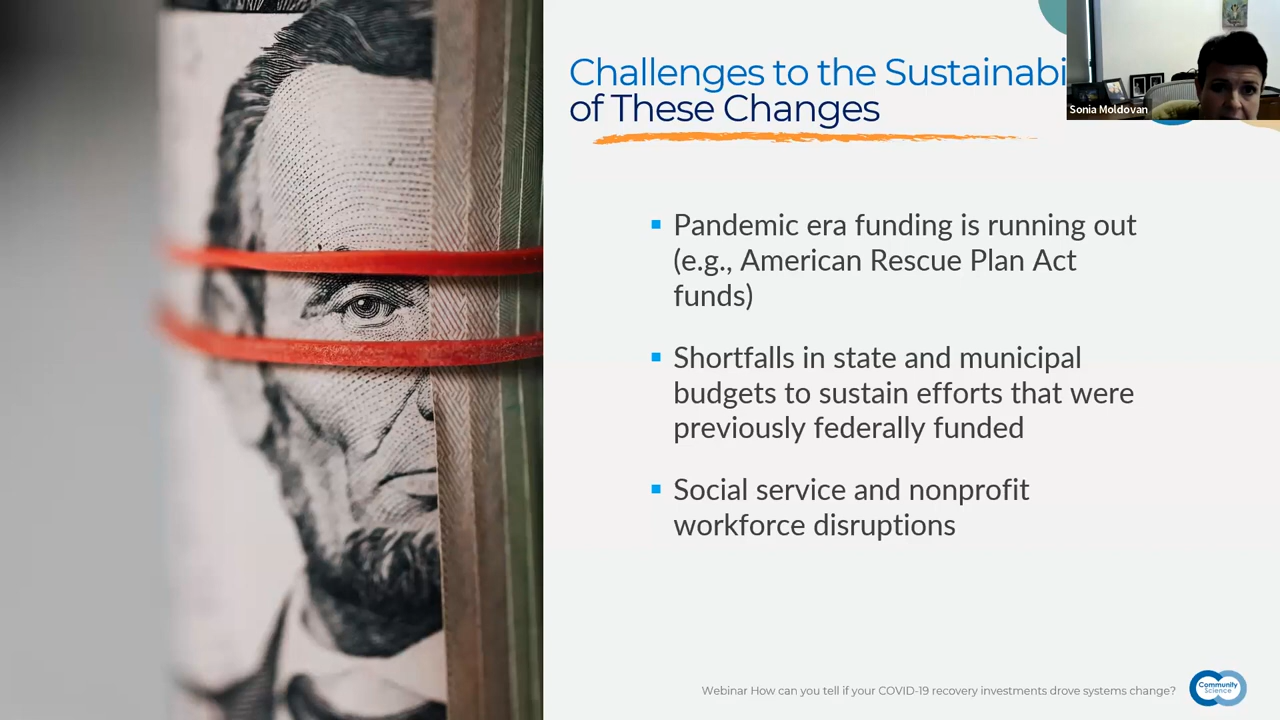 Challenges to the Sustainabi
of These Changes
Sonia Moldovan
▪ Pandemic era funding is running out
(e.g., American Rescue Plan Act
funds)
▪ Shortfalls in state and municipal
budgets to sustain efforts that were
previously federally funded
▪ Social service and nonprofit
workforce disruptions
Webinar How can you tell if your COVID-19 recovery investments drove systems change?
Community
Science